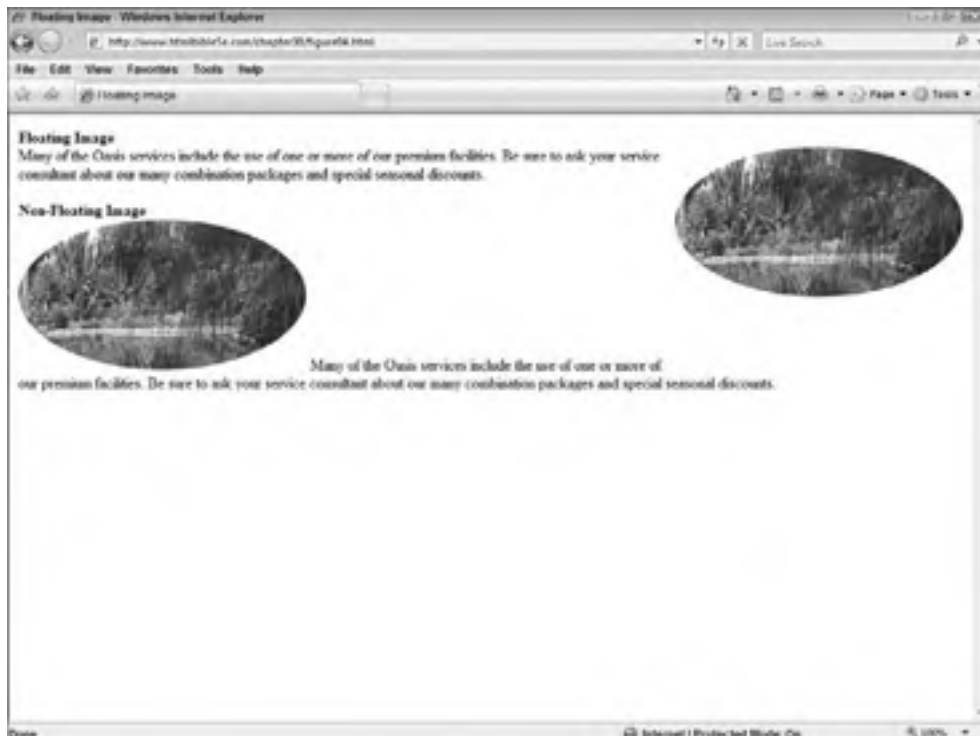 Floating Image - Windows Internet Explorer
Live Search
File Edit View Favorites Tools Help
Floating Image
Page Tools
Floating Image
Many of the Oasis services include the use of one or more of our premium facilities. Be sure to ask your service
consultant about our many combination packages and special seasonal discounts.
Non-Floating Image
Many of the Oasis services include the use of one or more of
our premium facilities. Be sure to ask your service consultant about our many combination packages and special seasonal discounts.
Done
Internet | Protected Mode: On
100%